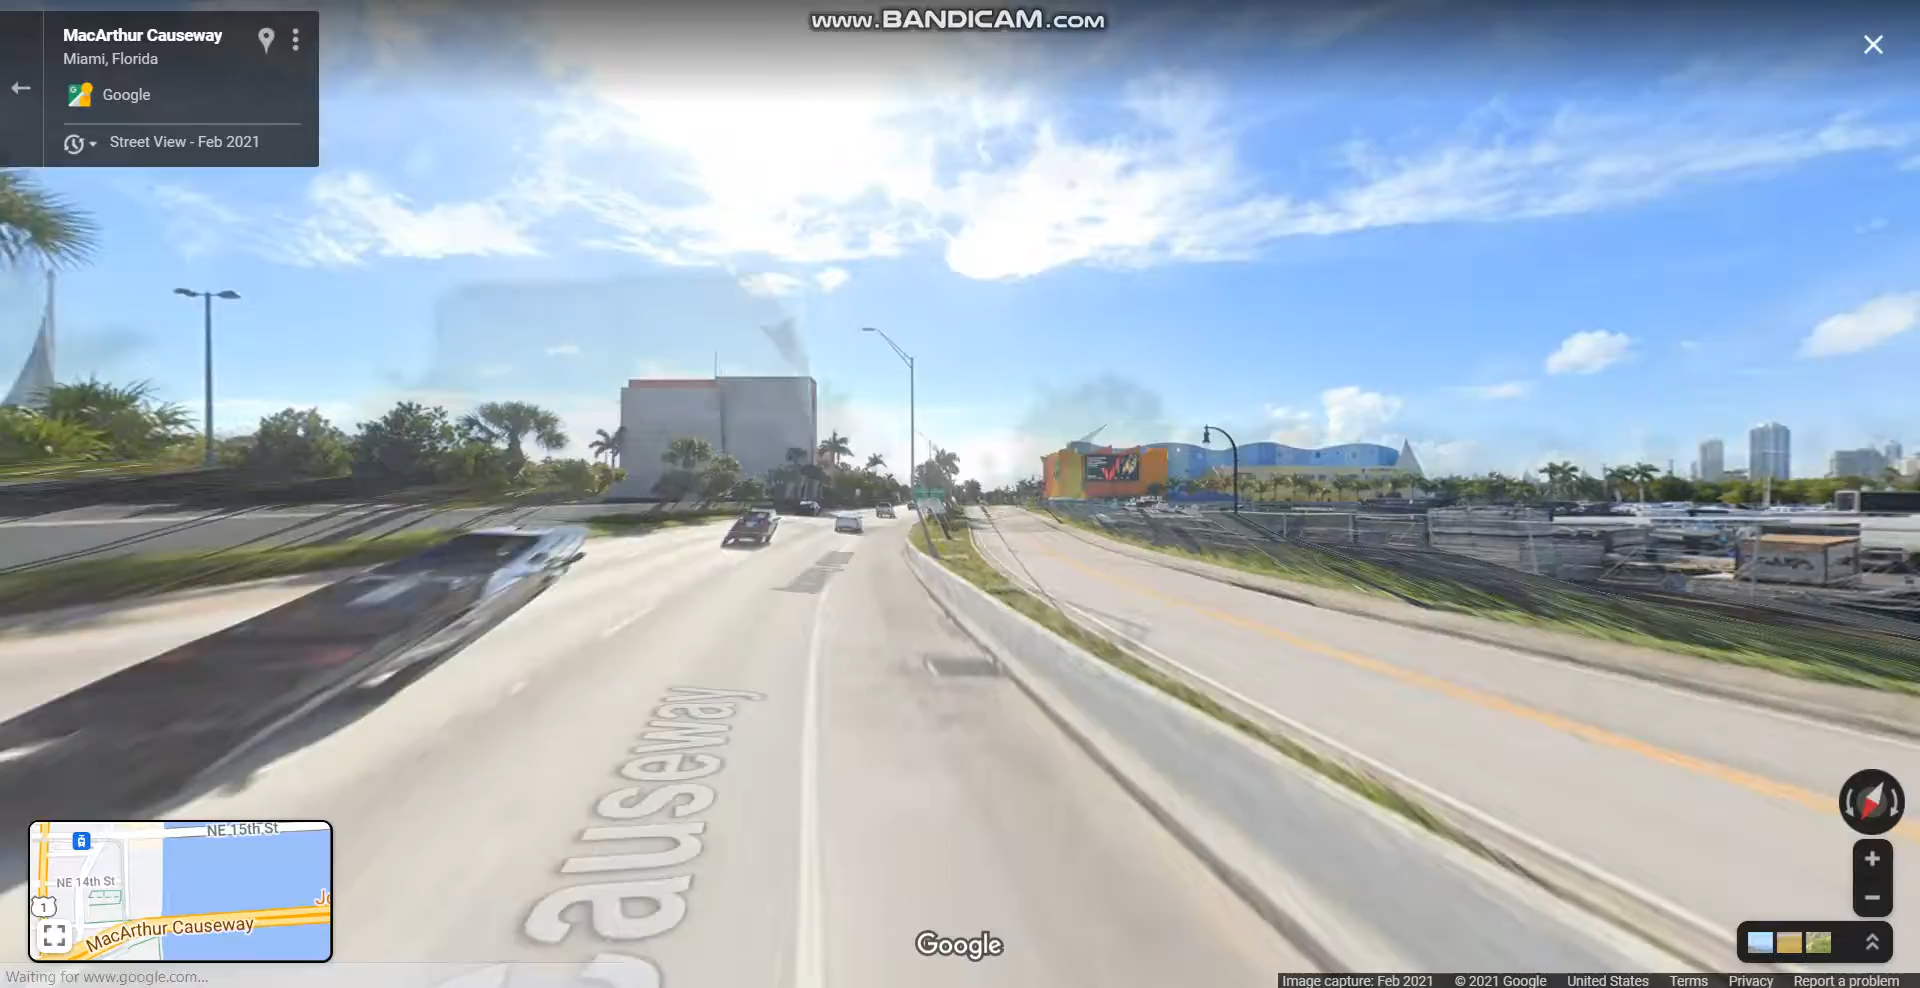 www.BANDICAM.com
MacArthur Causeway
Miami, Florida
Google
Street View - Feb 2021
Causeway
NE 15th St
NE 14th St
1
MacArthur Causeway
Google
Waiting for www.google.com...
Image capture: Feb 2021 © 2021 Google United States Terms Privacy Report a problem